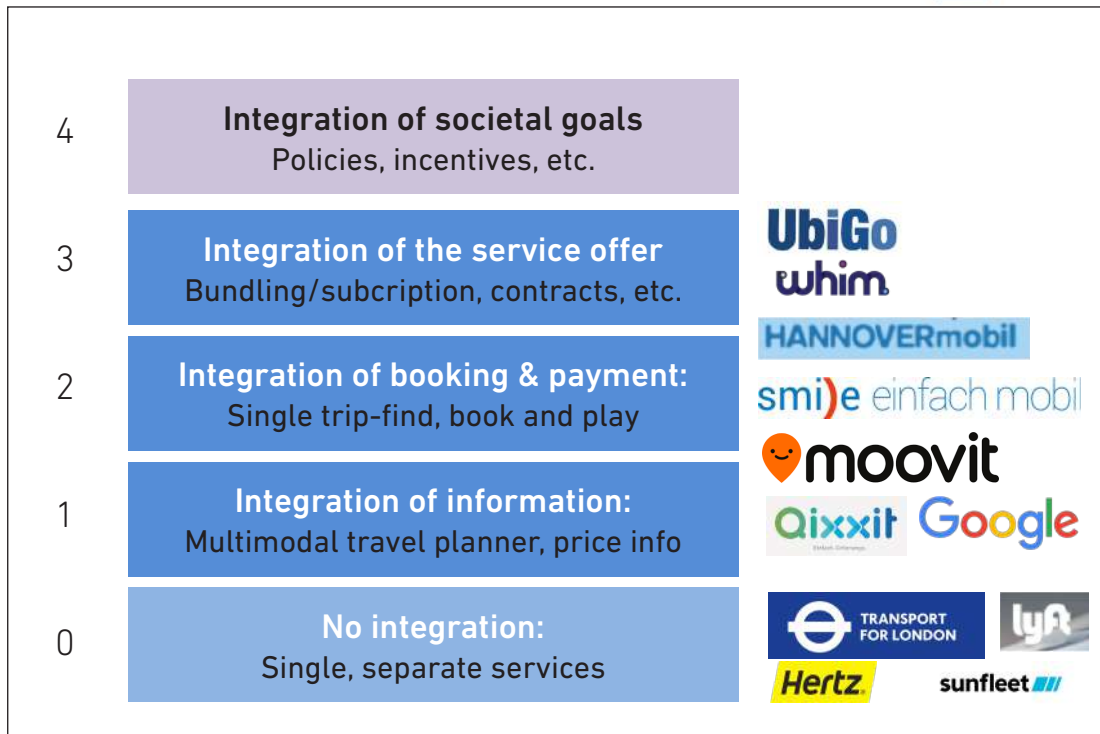 4
Integration of societal goals
Policies, incentives, etc.
3
Integration of the service offer
Bundling/subcription, contracts, etc.
UbiGo
whim
HANNOVERmobil
2
Integration of booking & payment:
Single trip-find, book and play
smi)e einfach mobil
moovit
1
Integration of information:
Multimodal travel planner, price info
Qixxit
Google
0
No integration:
Single, separate services
TRANSPORT
FOR LONDON
lyft
Hertz.
sunfleet